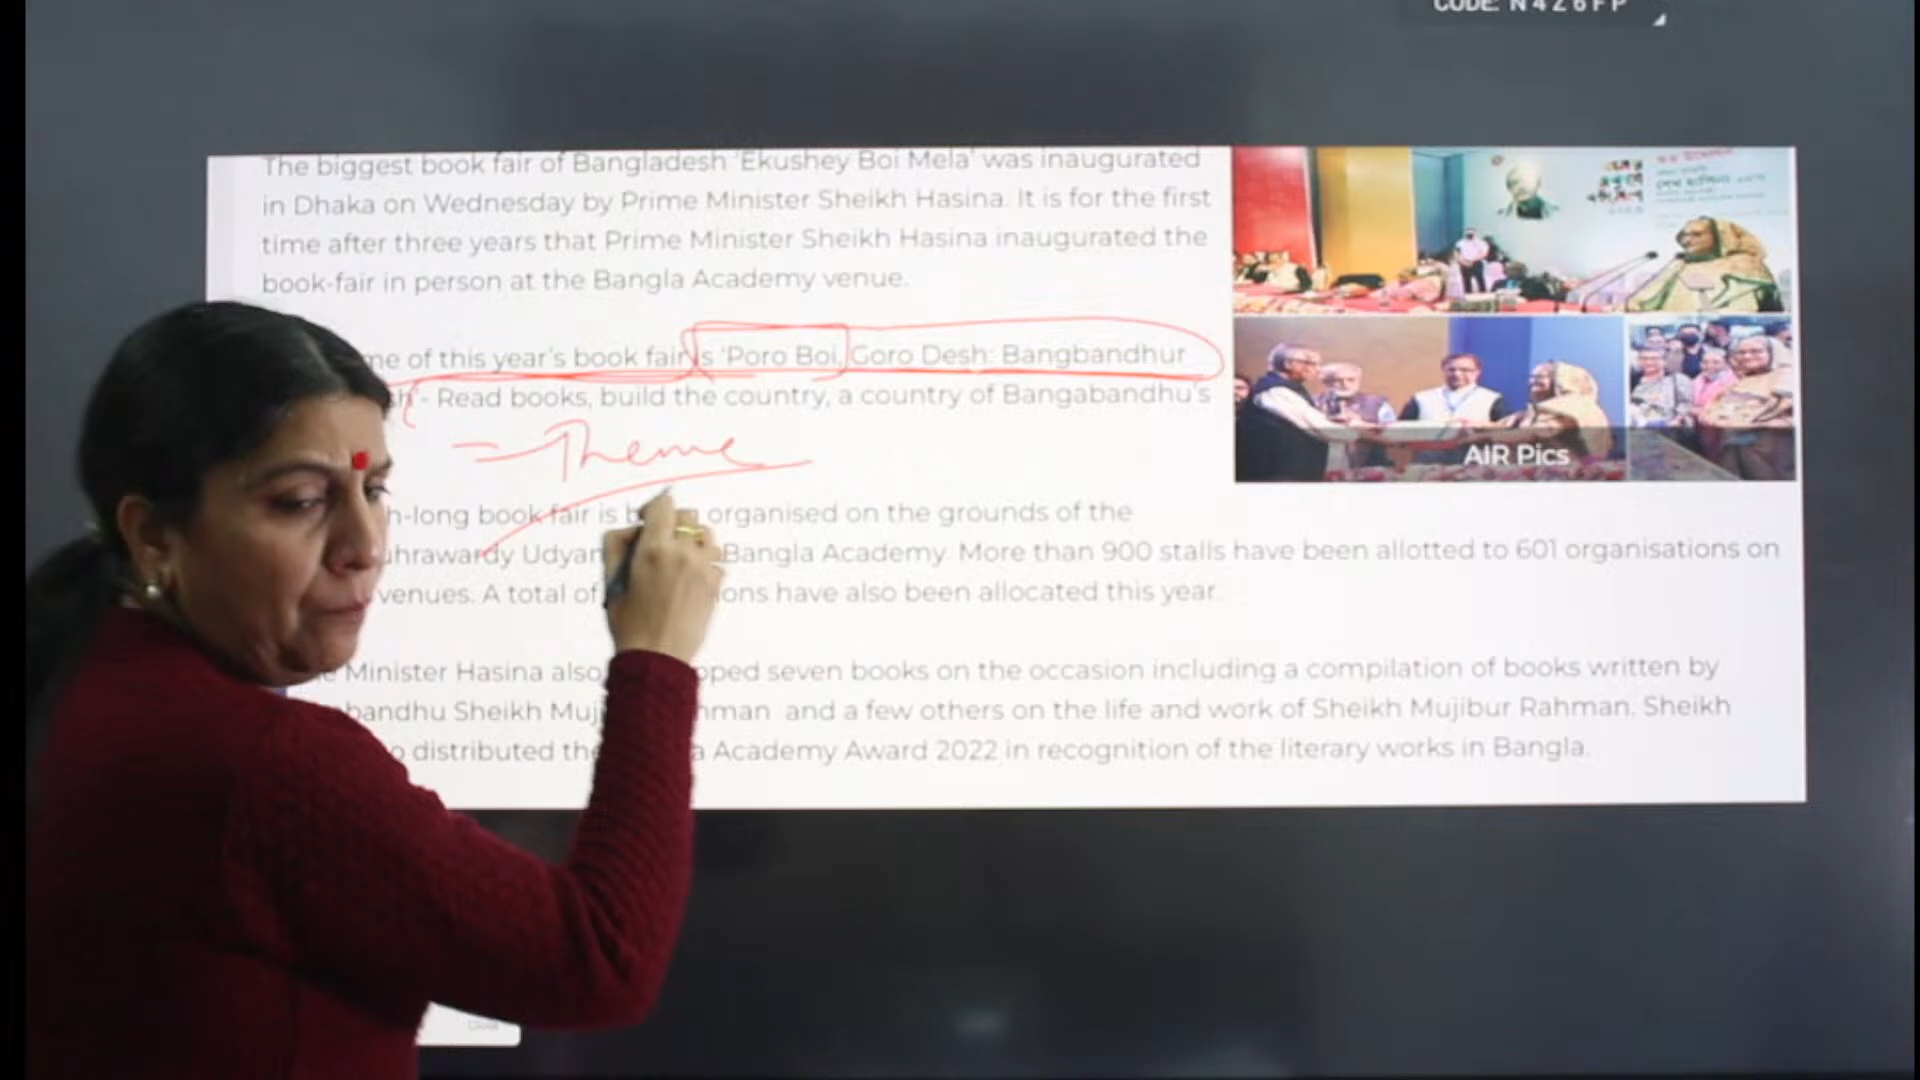 CODE: N4Z6FP
The biggest book fair of Bangladesh 'Ekushey Boi Mela' was inaugurated
in Dhaka on Wednesday by Prime Minister Sheikh Hasina. It is for the first
time after three years that Prime Minister Sheikh Hasina inaugurated the
book-fair in person at the Bangla Academy venue.
of this year's book fair is 'Poro Boi, Goro Desh: Bangbandhur
- Read books, build the country, a country of Bangabandhu's
= Theme
h-long book fair is organised on the grounds of the
uhrawardy Udyan Bangla Academy. More than 900 stalls have been allotted to 601 organisations on
venues. A total of ions have also been allocated this year.
Minister Hasina also pped seven books on the occasion including a compilation of books written by
bandhu Sheikh Muj hman and a few others on the life and work of Sheikh Mujibur Rahman. Sheikh
o distributed the a Academy Award 2022 in recognition of the literary works in Bangla.
AIR Pics
Close